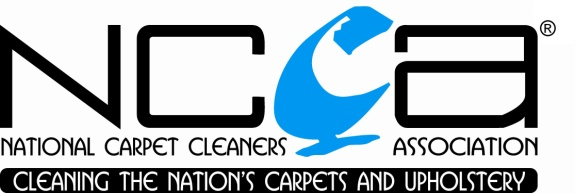 NCCA®
NATIONAL CARPET CLEANERS ASSOCIATION
CLEANING THE NATION'S CARPETS AND UPHOLSTERY